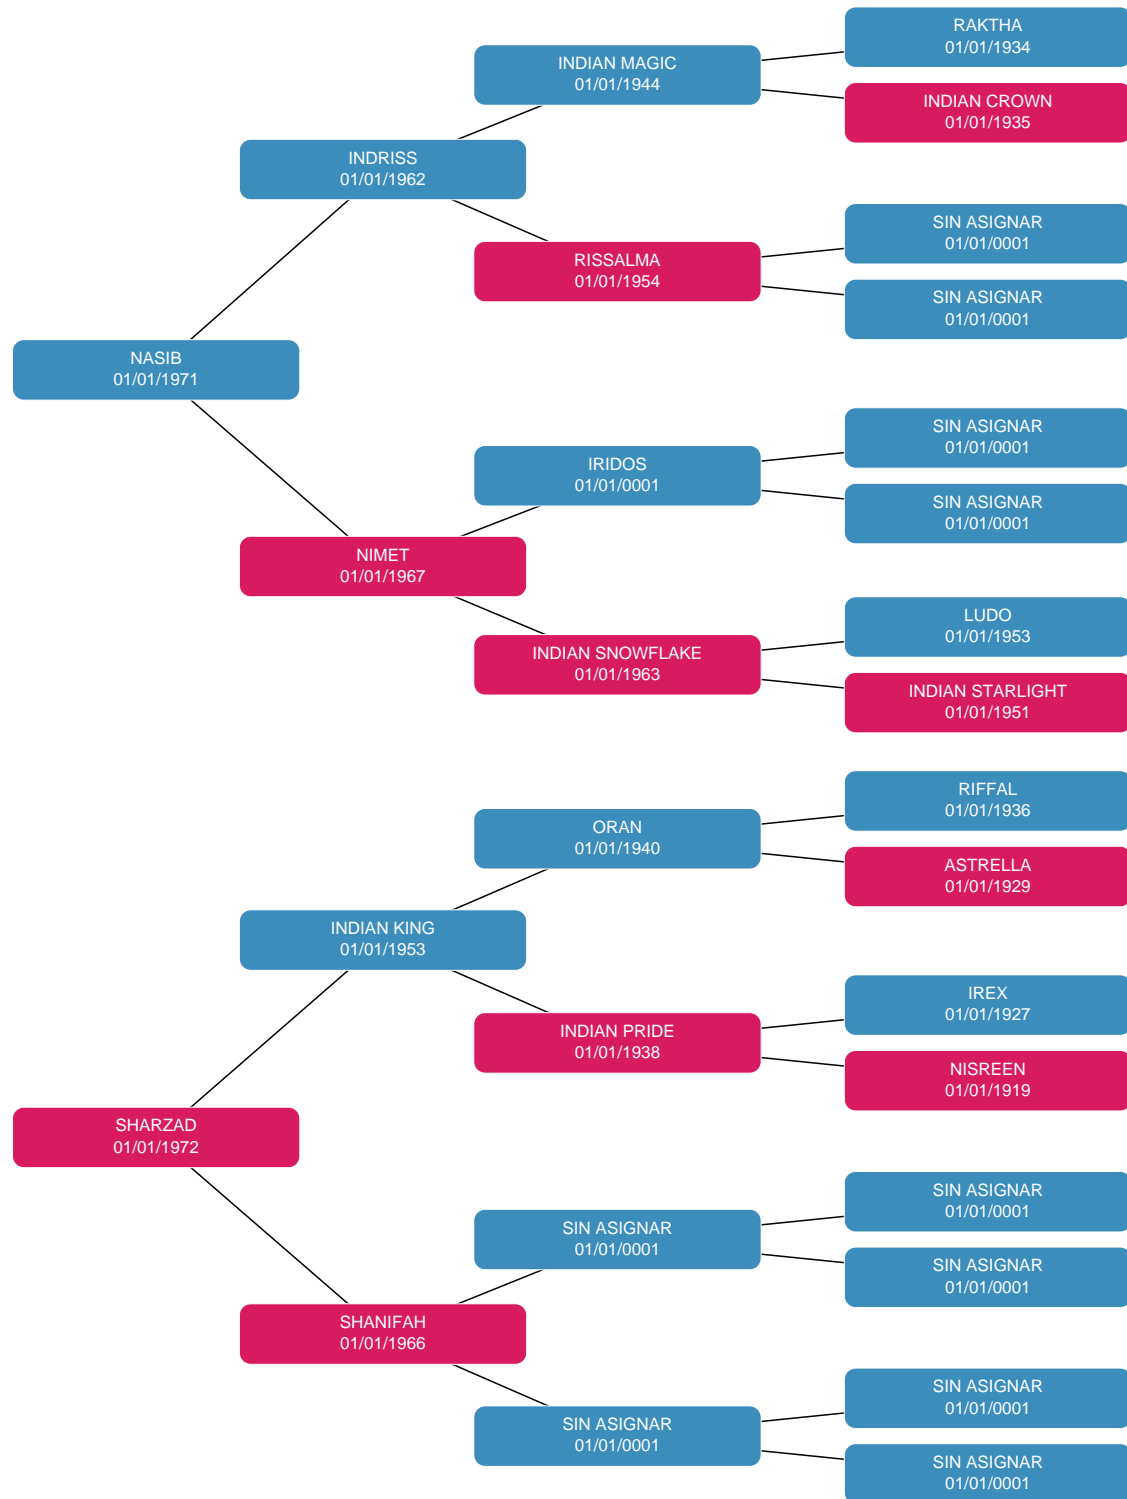 RAKTHA
01/01/1934
INDIAN MAGIC
01/01/1944
INDIAN CROWN
01/01/1935
INDRISS
01/01/1962
SIN ASIGNAR
01/01/0001
RISSALMA
01/01/1954
SIN ASIGNAR
01/01/0001
NASIB
01/01/1971
SIN ASIGNAR
01/01/0001
IRIDOS
01/01/0001
SIN ASIGNAR
01/01/0001
NIMET
01/01/1967
LUDO
01/01/1953
INDIAN SNOWFLAKE
01/01/1963
INDIAN STARLIGHT
01/01/1951
RIFFAL
01/01/1936
ORAN
01/01/1940
ASTRELLA
01/01/1929
INDIAN KING
01/01/1953
IREX
01/01/1927
INDIAN PRIDE
01/01/1938
NISREEN
01/01/1919
SHARZAD
01/01/1972
SIN ASIGNAR
01/01/0001
SIN ASIGNAR
01/01/0001
SIN ASIGNAR
01/01/0001
SHANIFAH
01/01/1966
SIN ASIGNAR
01/01/0001
SIN ASIGNAR
01/01/0001
SIN ASIGNAR
01/01/0001